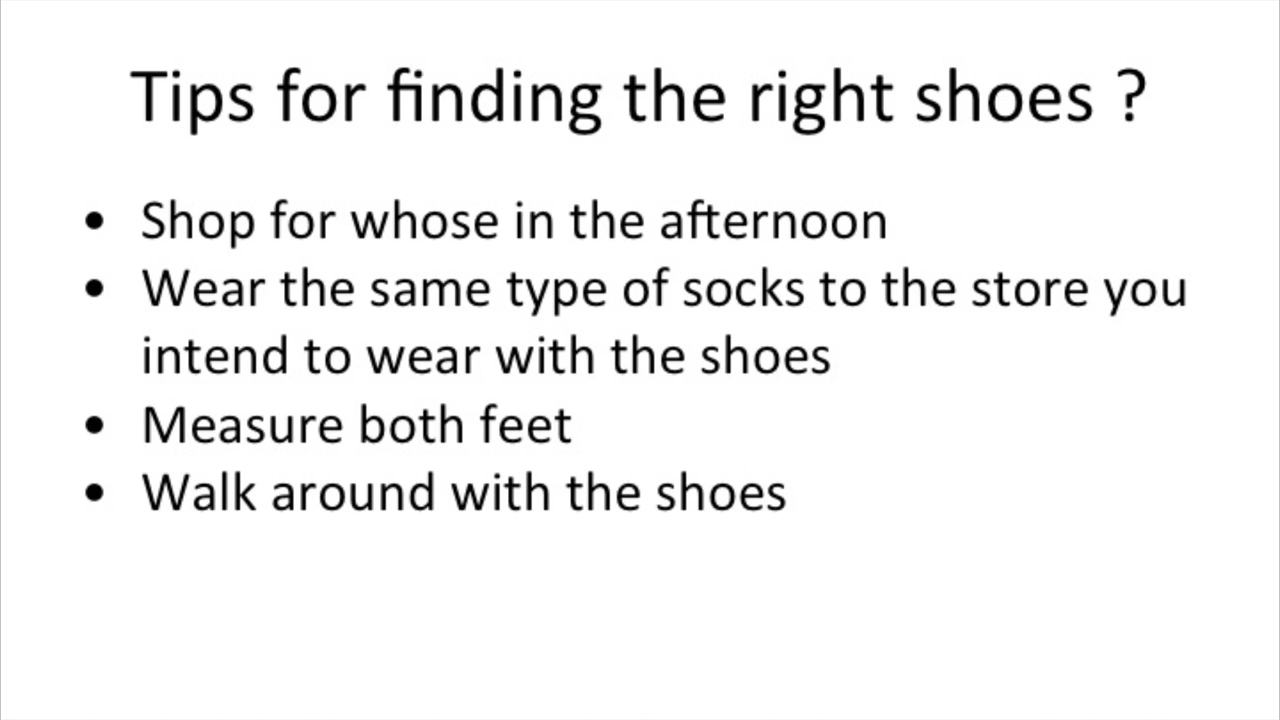 Tips for finding the right shoes ?
• Shop for whose in the afternoon
• Wear the same type of socks to the store you
intend to wear with the shoes
• Measure both feet
• Walk around with the shoes